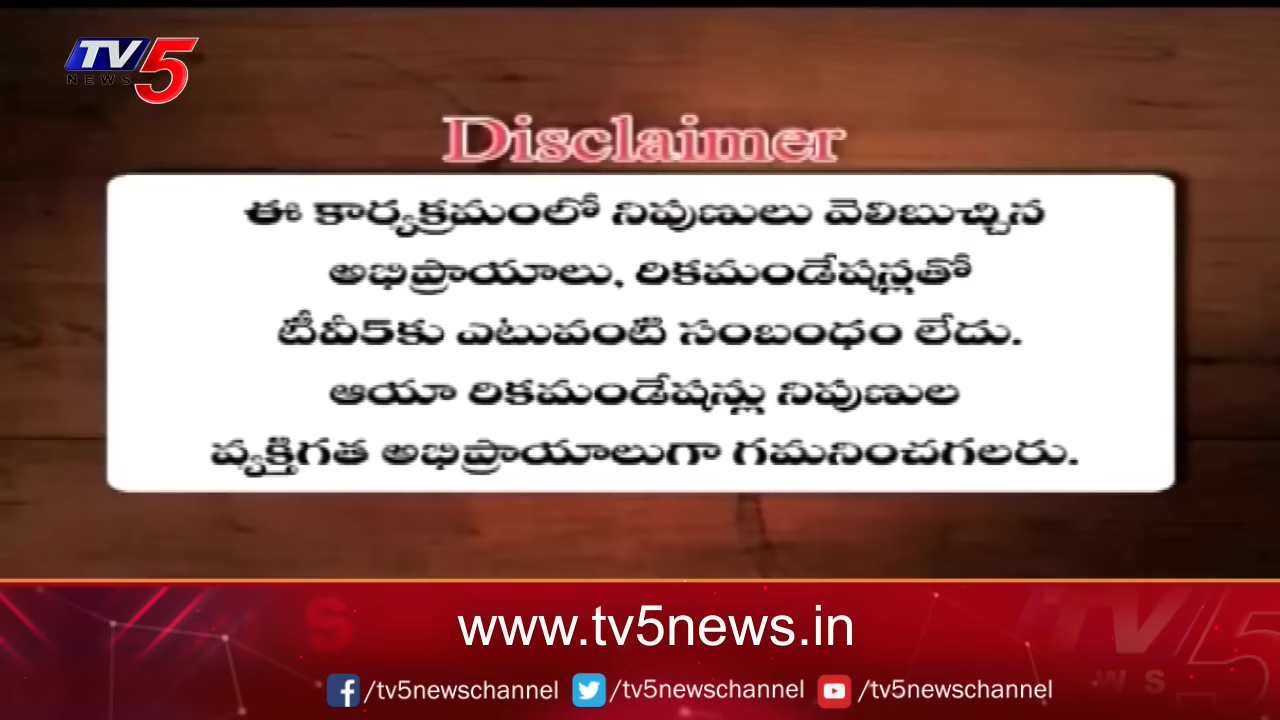 TV5
NEWS
Disclaimer
ఈ కార్యక్రమంలో నిపుణులు వెలిబుచ్చిన
అభిప్రాయాలు, రికమండేషన్లతో
టీవీ5కు ఎటువంటి సంబంధం లేదు.
ఆయా రికమండేషన్లు నిపుణుల
వ్యక్తిగత అభిప్రాయాలుగా గమనించగలరు.
www.tv5news.in
/tv5newschannel /tv5newschannel /tv5newschannel